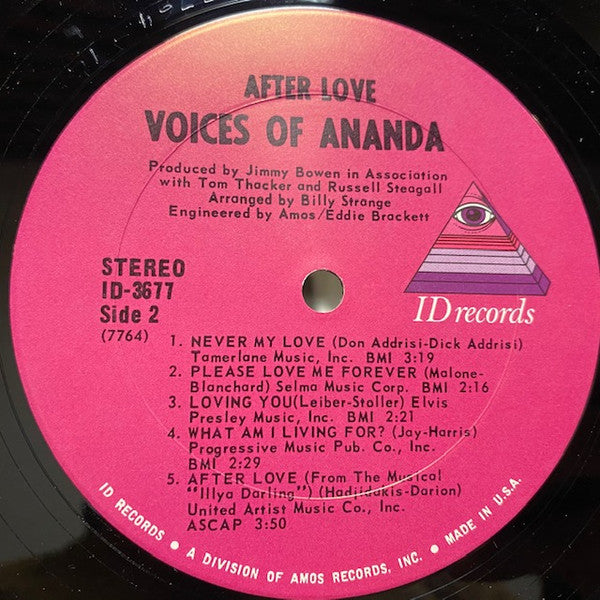 AFTER LOVE
VOICES OF ANANDA
Produced by Jimmy Bowen in Association
with Tom Thacker and Russell Steagall
Arranged by Billy Strange
Engineered by Amos/Eddie Brackett
STEREO
ID-3677
Side 2
(7764)
ID records
1. NEVER MY LOVE (Don Addrisi-Dick Addrisi)
Tamerlane Music, Inc. BMI 3:19
2. PLEASE LOVE ME FOREVER (Malone-
Blanchard) Selma Music Corp. BMI 2:16
3. LOVING YOU(Leiber-Stoller) Elvis
Presley Music, Inc. BMI 2:21
4. WHAT AM I LIVING FOR? (Jay-Harris)
Progressive Music Pub. Co., Inc.
BMI 2:29
5. AFTER LOVE (From The Musical
"Illya Darling") (Hadjidakis-Darion)
United Artist Music Co., Inc.
ASCAP 3:50
ID RECORDS • A DIVISION OF AMOS RECORDS, INC. • MADE IN U.S.A.